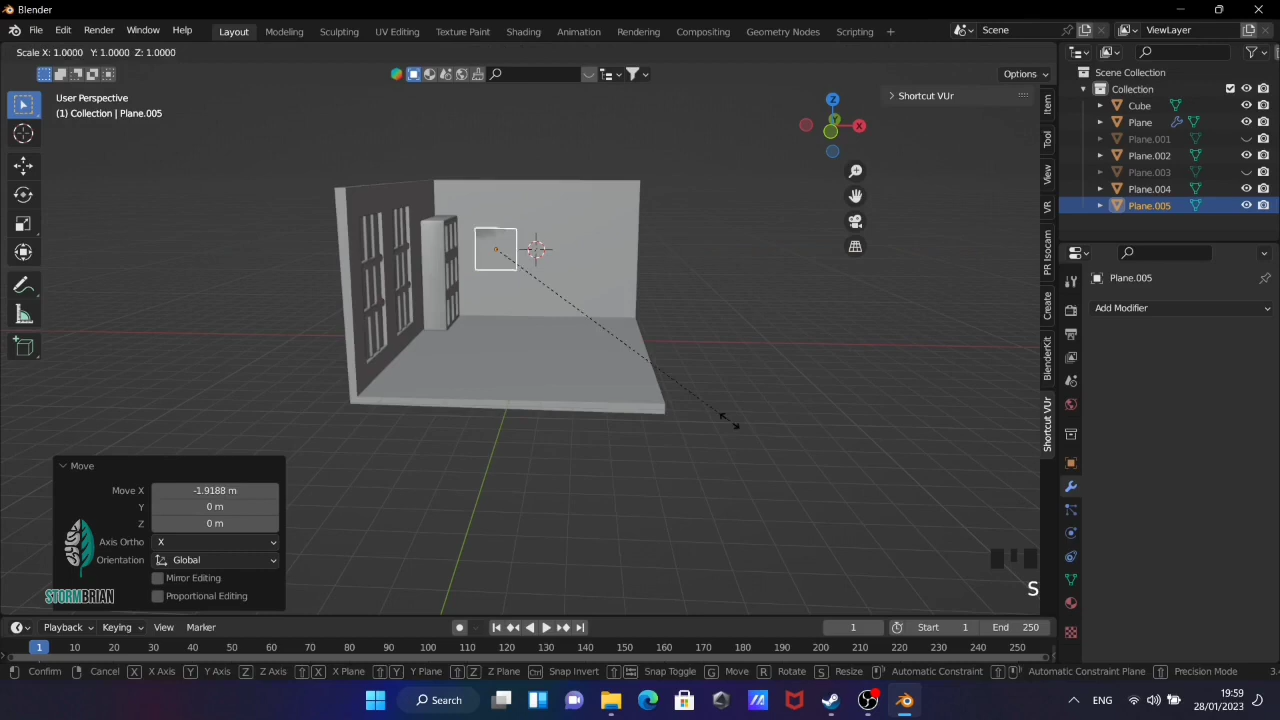 Blender
File Edit Render Window Help Layout Modeling Sculpting UV Editing Texture Paint Shading Animation Rendering Compositing Geometry Nodes Scripting + Scene ViewLayer
Scale X: 1.0000 Y: 1.0000 Z: 1.0000
Options
User Perspective
(1) Collection | Plane.005
Shortcut VUr
Z
Y
X
Item
Tool
View
VR
PR Isocam
Create
BlenderKit
Shortcut VUr
Scene Collection
Collection
Cube
Plane
Plane.001
Plane.002
Plane.003
Plane.004
Plane.005
Plane.005
Add Modifier
Move
Move X -1.9188 m
Y 0 m
Z 0 m
Axis Ortho X
Orientation Global
Mirror Editing
Proportional Editing
STORMBRIAN
S
Playback Keying View Marker 1 Start 1 End 250
1 10 20 30 40 50 60 70 80 90 100 110 120 130 140 150 160 170 180 190 200 210 220 230 240 250
Confirm Cancel X X Axis Y Y Axis Z Z Axis X X Plane Y Y Plane Z Z Plane Ctrl Snap Invert Snap Toggle G Move R Rotate S Resize Automatic Constraint Automatic Constraint Plane Precision Mode
Search ENG 19:59
28/01/2023